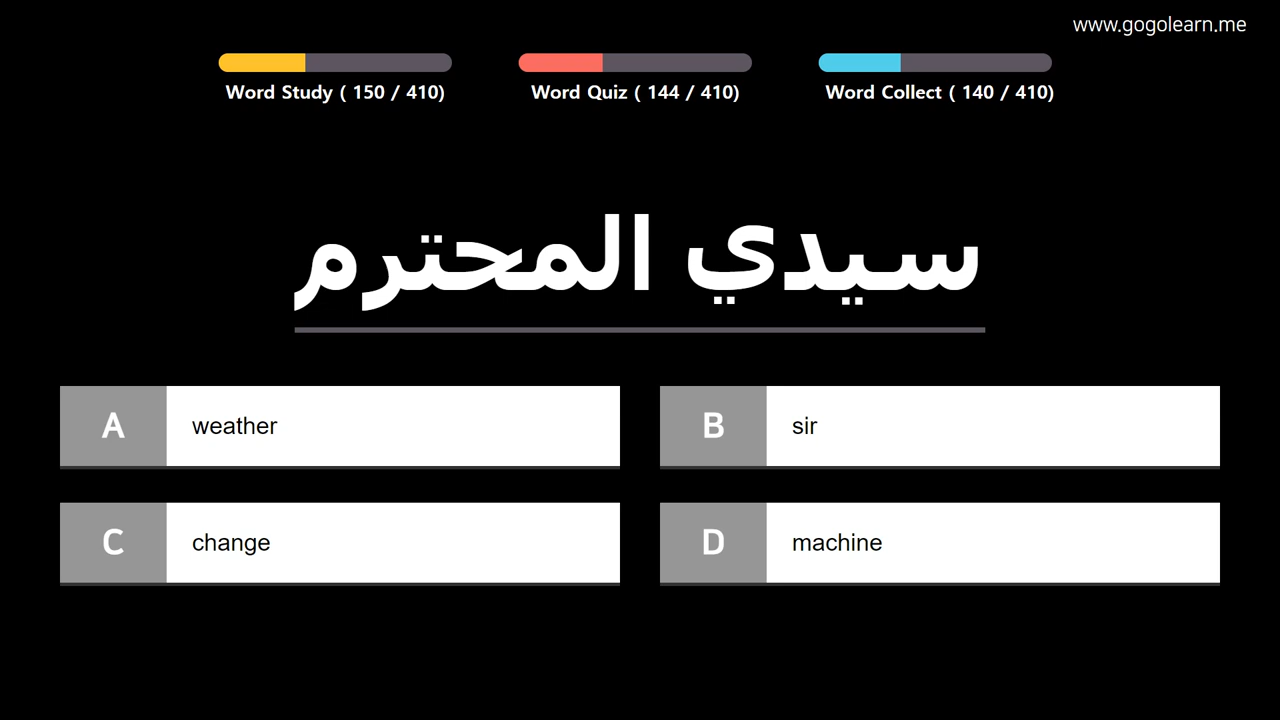 www.gogolearn.me
Word Study ( 150 / 410)
Word Quiz ( 144 / 410)
Word Collect ( 140 / 410)
سيدي المحترم
A weather
B sir
C change
D machine